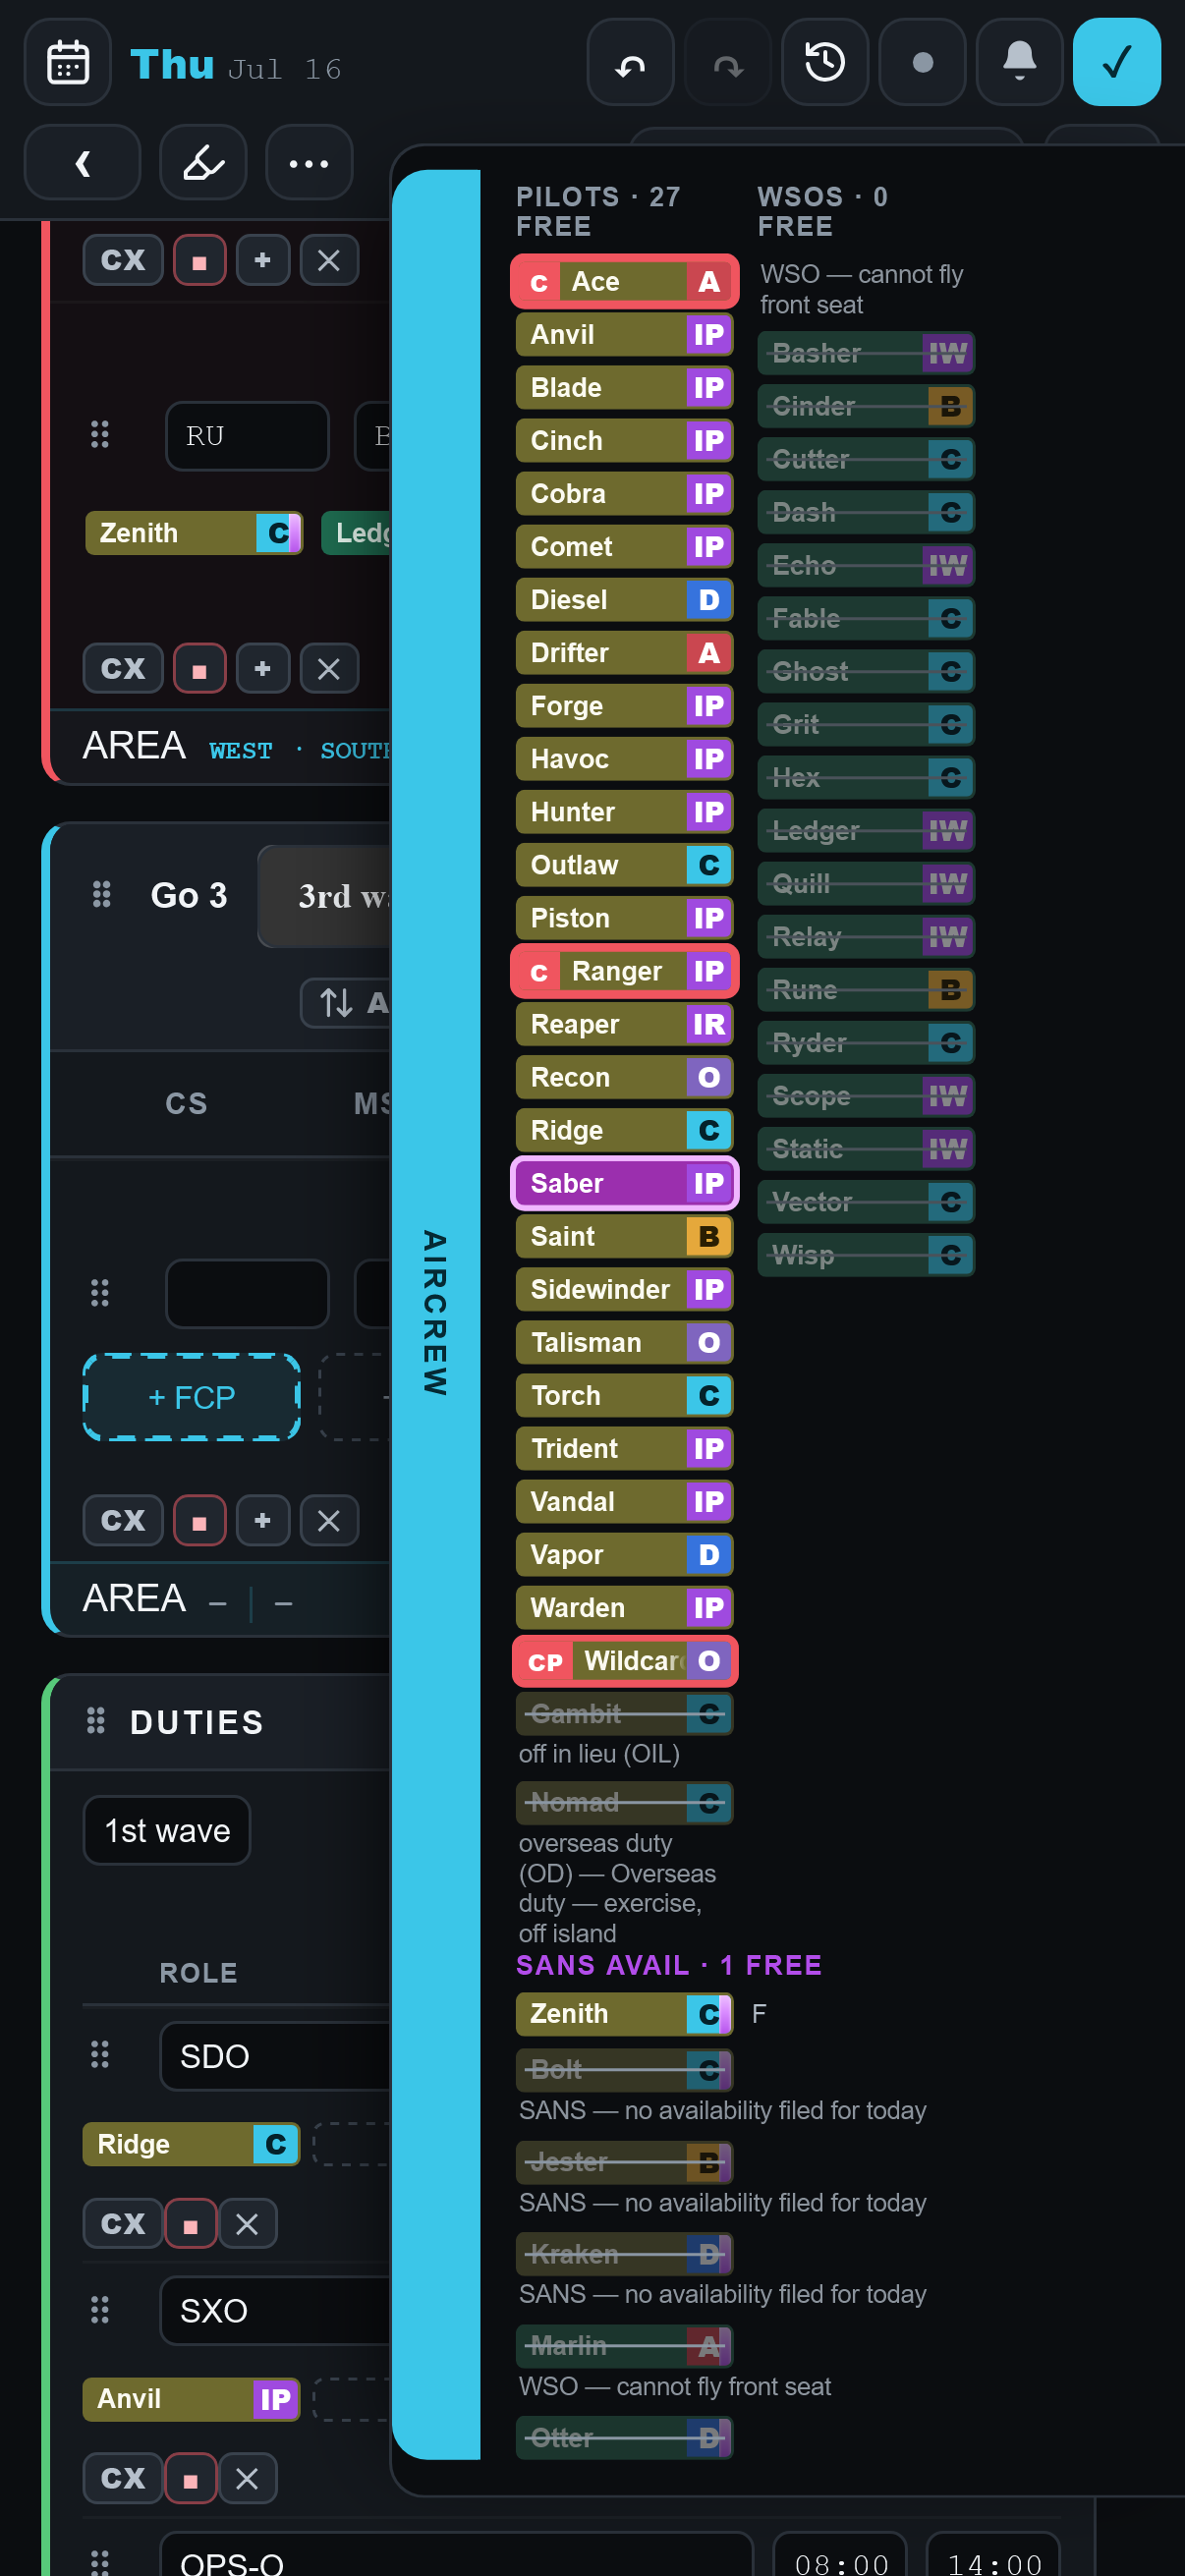 Thu Jul 16
CX
RU
Zenith C
CX
AREA WEST · SOUTH
Go 3
A
CS
+ FCP
CX +
AREA – | –
DUTIES
1st wave
ROLE
SDO
Ridge C
CX
SXO
Anvil IP
CX
OPS-O 08:00 14:00
AIRCREW
PILOTS · 27
FREE
C Ace A
Anvil IP
Blade IP
Cinch IP
Cobra IP
Comet IP
Diesel D
Drifter A
Forge IP
Havoc IP
Hunter IP
Outlaw C
Piston IP
C Ranger IP
Reaper IR
Recon O
Ridge C
Saber IP
Saint B
Sidewinder IP
Talisman O
Torch C
Trident IP
Vandal IP
Vapor D
Warden IP
CP Wildcard O
Gambit C
off in lieu (OIL)
Nomad C
overseas duty
(OD) — Overseas
duty — exercise,
off island
WSOS · 0
FREE
WSO — cannot fly
front seat
Basher IW
Cinder B
Cutter C
Dash C
Echo IW
Fable C
Ghost C
Grit C
Hex C
Ledger IW
Quill IW
Relay IW
Rune B
Ryder C
Scope IW
Static IW
Vector C
Wisp C
SANS AVAIL · 1 FREE
Zenith C F
Bolt C
SANS — no availability filed for today
Jester B
SANS — no availability filed for today
Kraken D
SANS — no availability filed for today
Marlin A
WSO — cannot fly front seat
Otter D